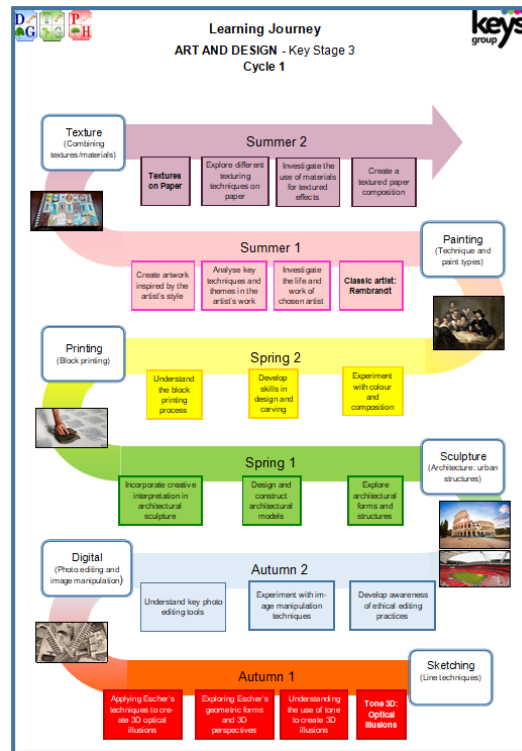 D
G
T
G
P
H
Learning Journey
ART AND DESIGN - Key Stage 3
Cycle 1
keys
group
Texture
(Combining
textures/materials)
Summer 2
Textures
on Paper
Explore different
texturing
techniques on
paper
Investigate the
use of materials
for textured
effects
Create a
textured paper
composition
Summer 1
Painting
(Technique and
paint types)
Create artwork
inspired by the
artist's style
Analyse key
techniques and
themes in the
artist's work
Investigate
the life and
work of
chosen artist
Classic artist:
Rembrandt
Printing
(Block printing)
Spring 2
Understand
the block
printing
process
Develop
skills in
design and
carving
Experiment
with colour
and
composition
Spring 1
Sculpture
(Architecture: urban
structures)
Incorporate creative
interpretation in
architectural
sculpture
Design and
construct
architectural
models
Explore
architectural
forms and
structures
Digital
(Photo editing and
image manipulation)
Autumn 2
Understand key photo
editing tools
Experiment with im-
age manipulation
techniques
Develop awareness
of ethical editing
practices
Autumn 1
Sketching
(Line techniques)
Applying Escher's
techniques to cre-
ate 3D optical
illusions
Exploring Escher's
geometric forms
and 3D
perspectives
Understanding
the use of tone
to create 3D
illusions
Tone 3D:
Optical
Illusions